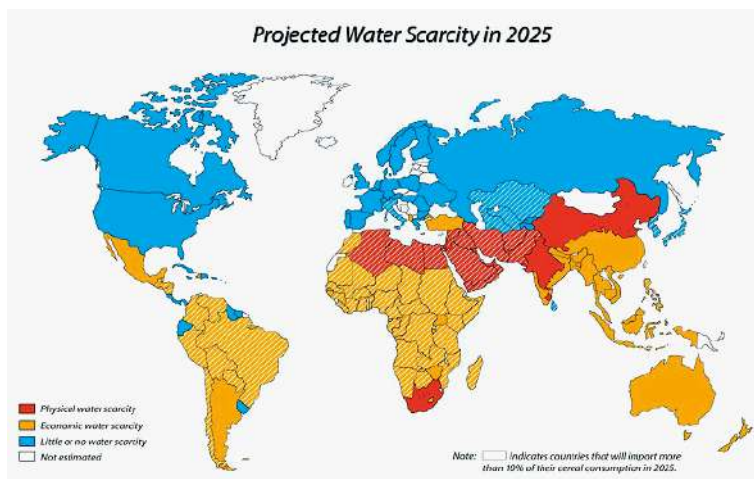 Projected Water Scarcity in 2025
Physical water scarcity
Economic water scarcity
Little or no water scarcity
Not estimated
Note: indicates countries that will import more
than 10% of their cereal consumption in 2025.